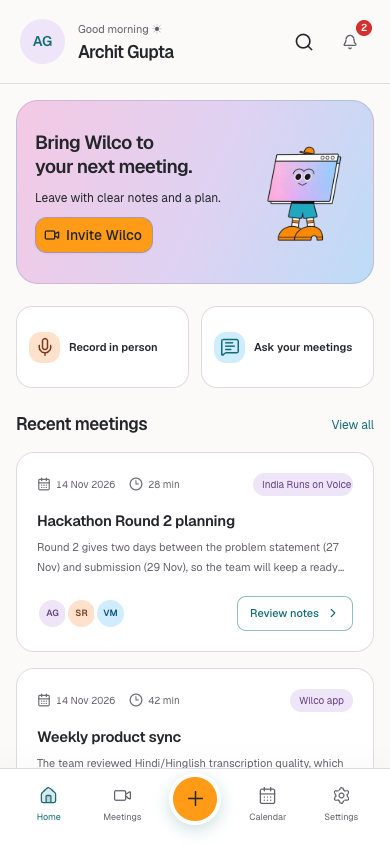 AG
Good morning ☀
Archit Gupta
2
Bring Wilco to
your next meeting.
Leave with clear notes and a plan.
Invite Wilco
Record in person
Ask your meetings
Recent meetings
View all
14 Nov 2026
28 min
India Runs on Voice
Hackathon Round 2 planning
Round 2 gives two days between the problem statement (27
Nov) and submission (29 Nov), so the team will keep a ready…
AG
SR
VM
Review notes
14 Nov 2026
42 min
Wilco app
Weekly product sync
The team reviewed Hindi/Hinglish transcription quality, which
Home
Meetings
Calendar
Settings